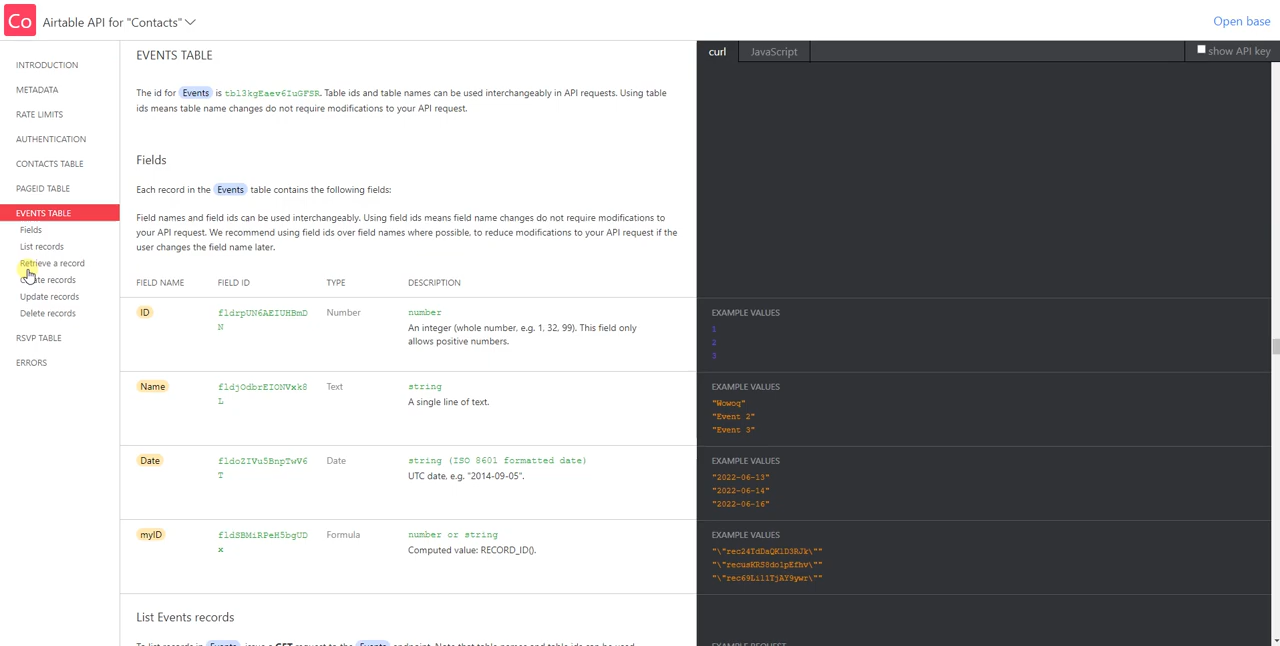 Co
Airtable API for "Contacts"
Open base
INTRODUCTION
METADATA
RATE LIMITS
AUTHENTICATION
CONTACTS TABLE
PAGEID TABLE
EVENTS TABLE
Fields
List records
Retrieve a record
Update records
Delete records
RSVP TABLE
ERRORS
EVENTS TABLE
The id for Events is tbl3kgEaev6IuGFSR. Table ids and table names can be used interchangeably in API requests. Using table
ids means table name changes do not require modifications to your API request.
Fields
Each record in the Events table contains the following fields:
Field names and field ids can be used interchangeably. Using field ids means field name changes do not require modifications to
your API request. We recommend using field ids over field names where possible, to reduce modifications to your API request if the
user changes the field name later.
FIELD NAME FIELD ID TYPE DESCRIPTION
ID fldrpUN6AEIUHBmD Number number
N An integer (whole number, e.g. 1, 32, 99). This field only
allows positive numbers.
Name fldjOdbrEIONVxk8 Text string
L A single line of text.
Date fldoZIVu5BnpTwV6 Date string (ISO 8601 formatted date)
T UTC date, e.g. "2014-09-05".
myID fldSBMiRPeH5bgUD Formula number or string
x Computed value: RECORD_ID().
List Events records
curl JavaScript show API key
EXAMPLE VALUES
1
2
3
EXAMPLE VALUES
"Wowoq"
"Event 2"
"Event 3"
EXAMPLE VALUES
"2022-06-13"
"2022-06-14"
"2022-06-16"
EXAMPLE VALUES
"\"rec24TdDaQKlD3RJk\""
"\"recusKRS8dolpEfhv\""
"\"rec69Lil1TjAY9ywr\""